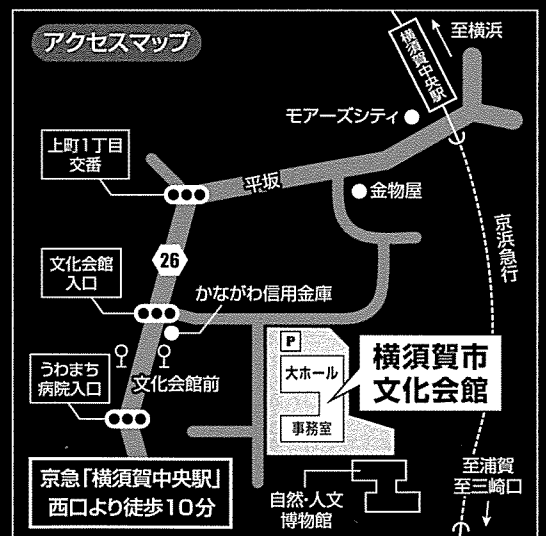 アクセスマップ
至横浜
横須賀中央駅
モアーズシティ
上町1丁目
交番
平坂
金物屋
京浜急行
26
文化会館
入口
かながわ信用金庫
P
大ホール
横須賀市
文化会館
うわまち
病院入口
文化会館前
事務室
京急「横須賀中央駅」
西口より徒歩10分
自然・人文
博物館
至浦賀
至三崎口